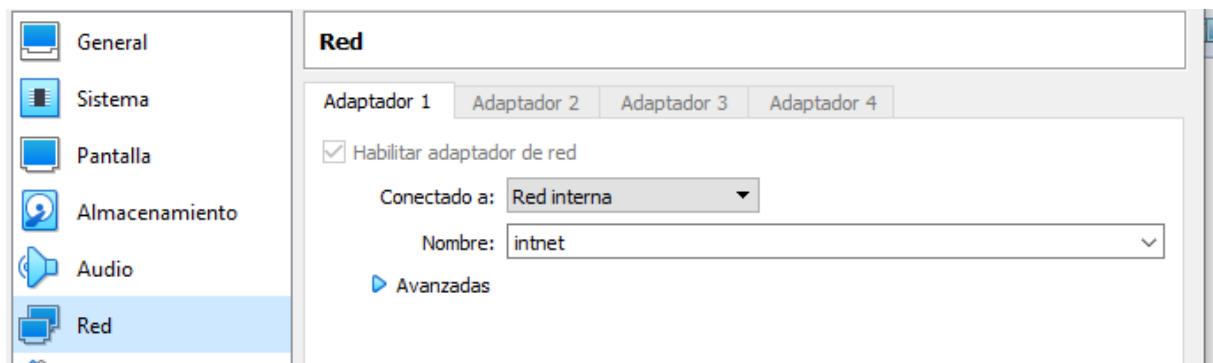 General
Sistema
Pantalla
Almacenamiento
Audio
Red
Red
Adaptador 1 Adaptador 2 Adaptador 3 Adaptador 4
Habilitar adaptador de red
Conectado a: Red interna
Nombre: intnet
Avanzadas